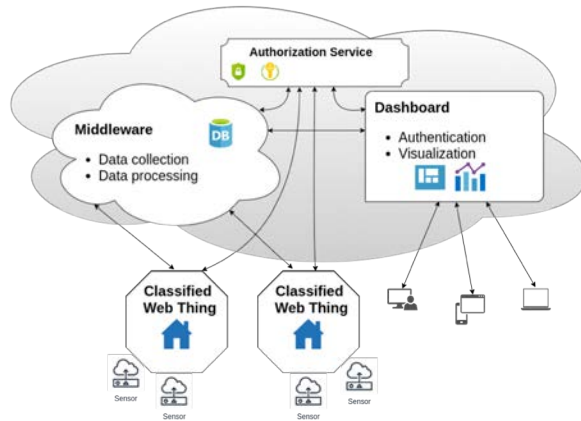 Authorization Service
Middleware
DB
• Data collection
• Data processing
Dashboard
• Authentication
• Visualization
Classified
Web Thing
Classified
Web Thing
Sensor
Sensor
Sensor
Sensor